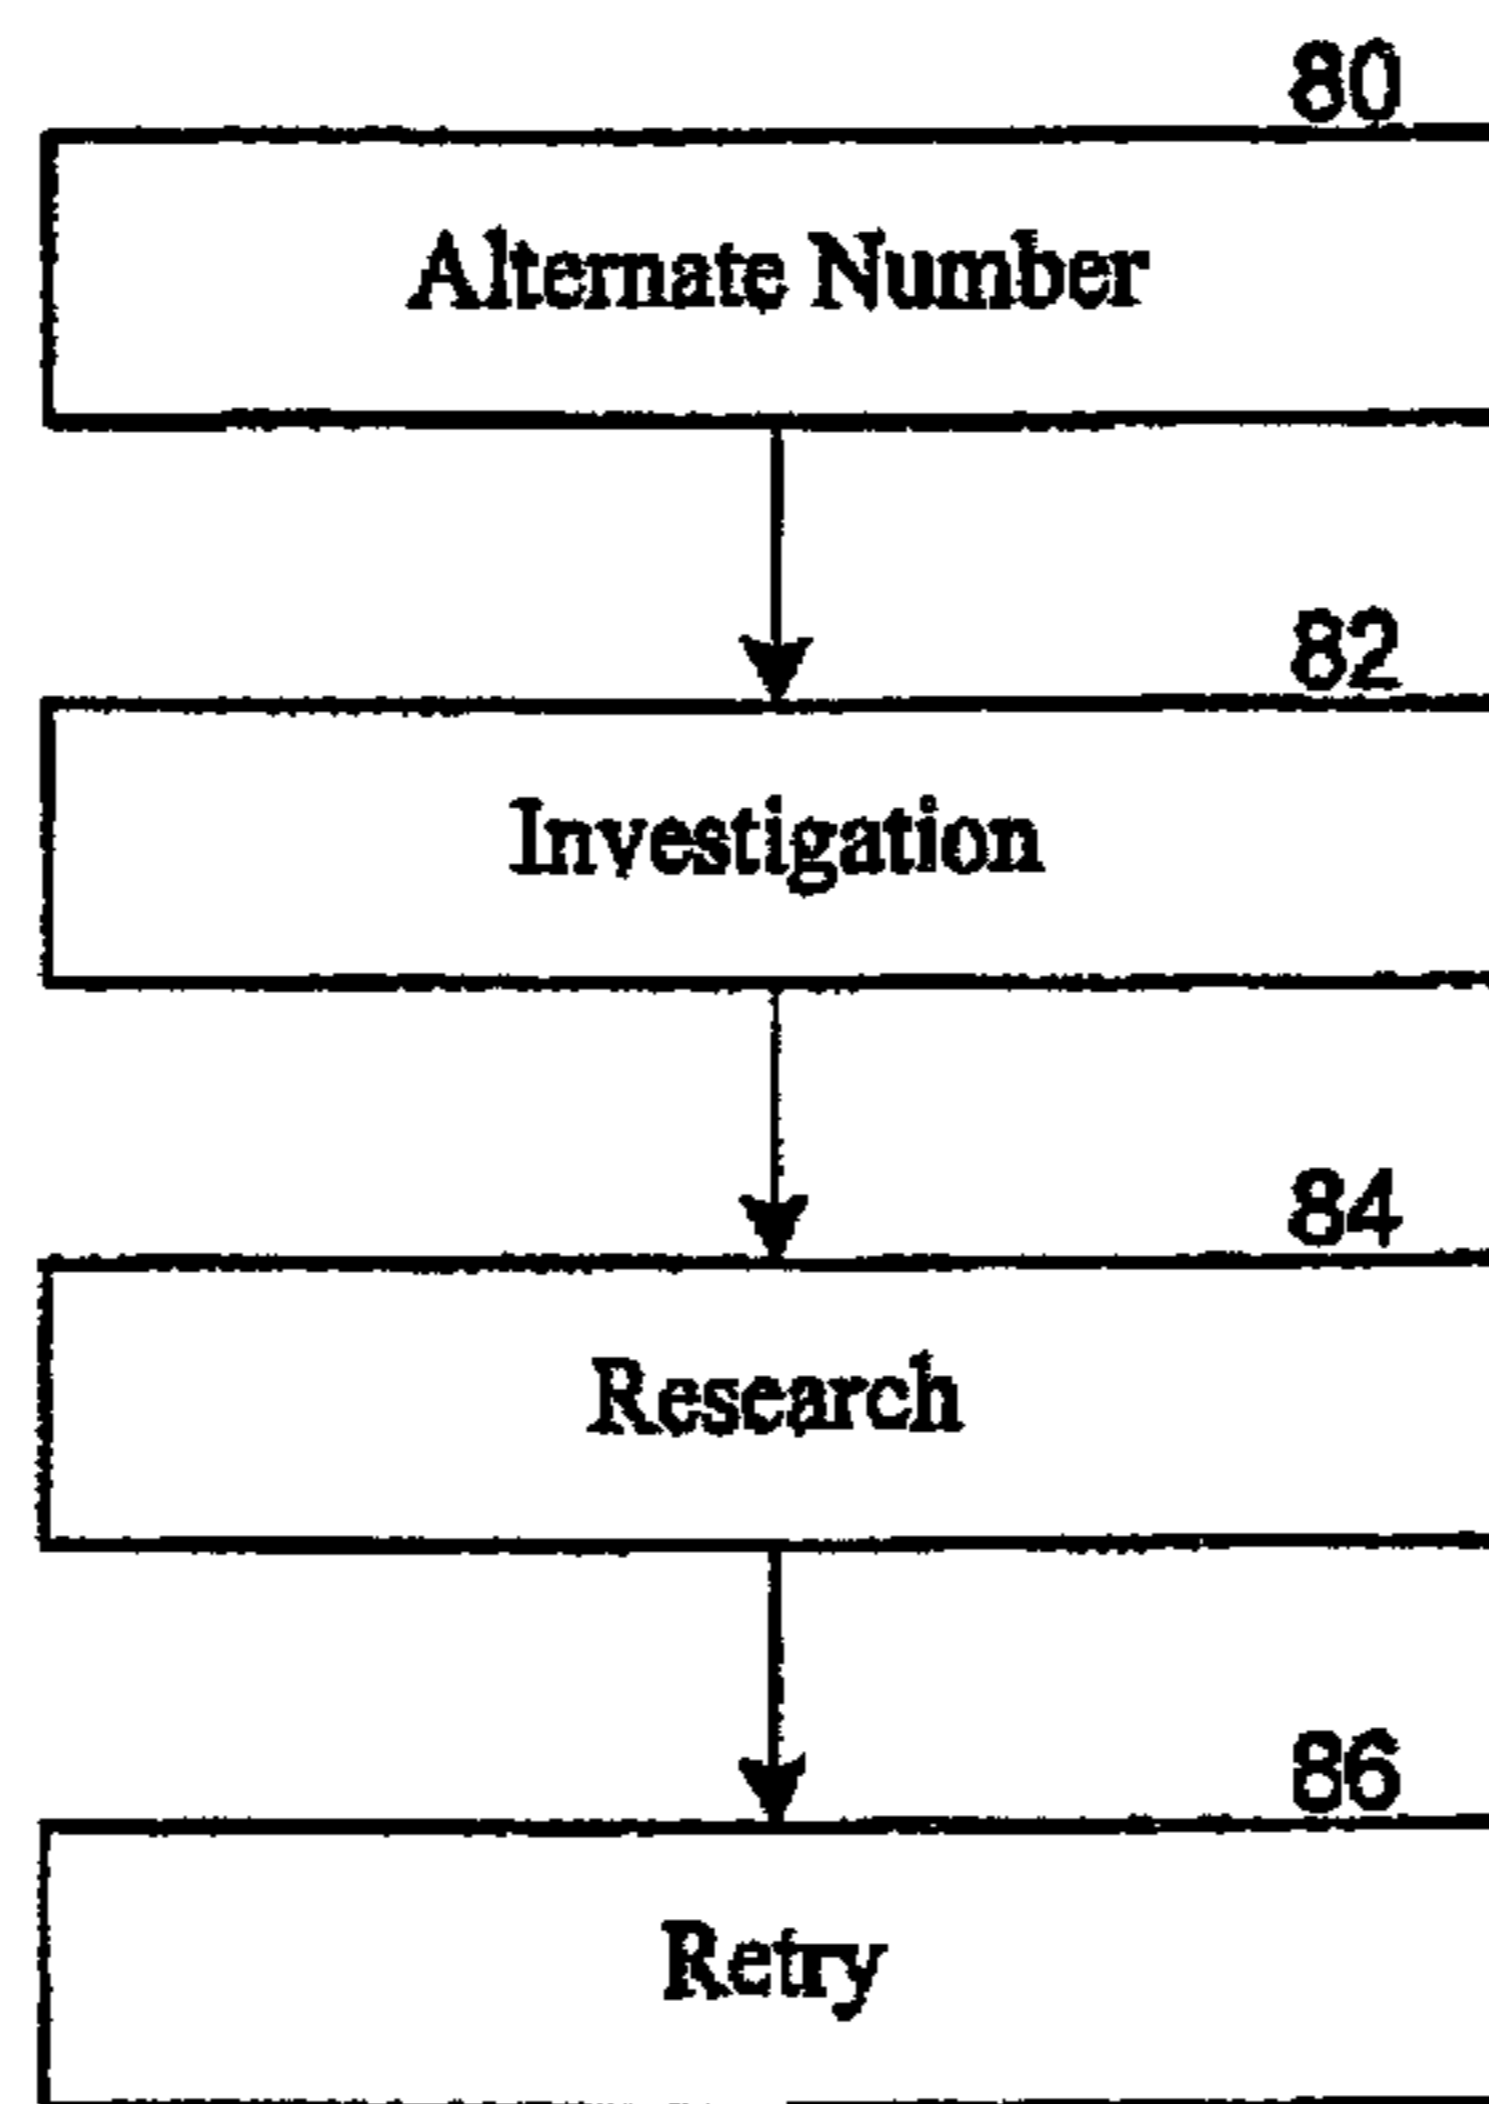 80
Alternate Number
82
Investigation
84
Research
86
Retry